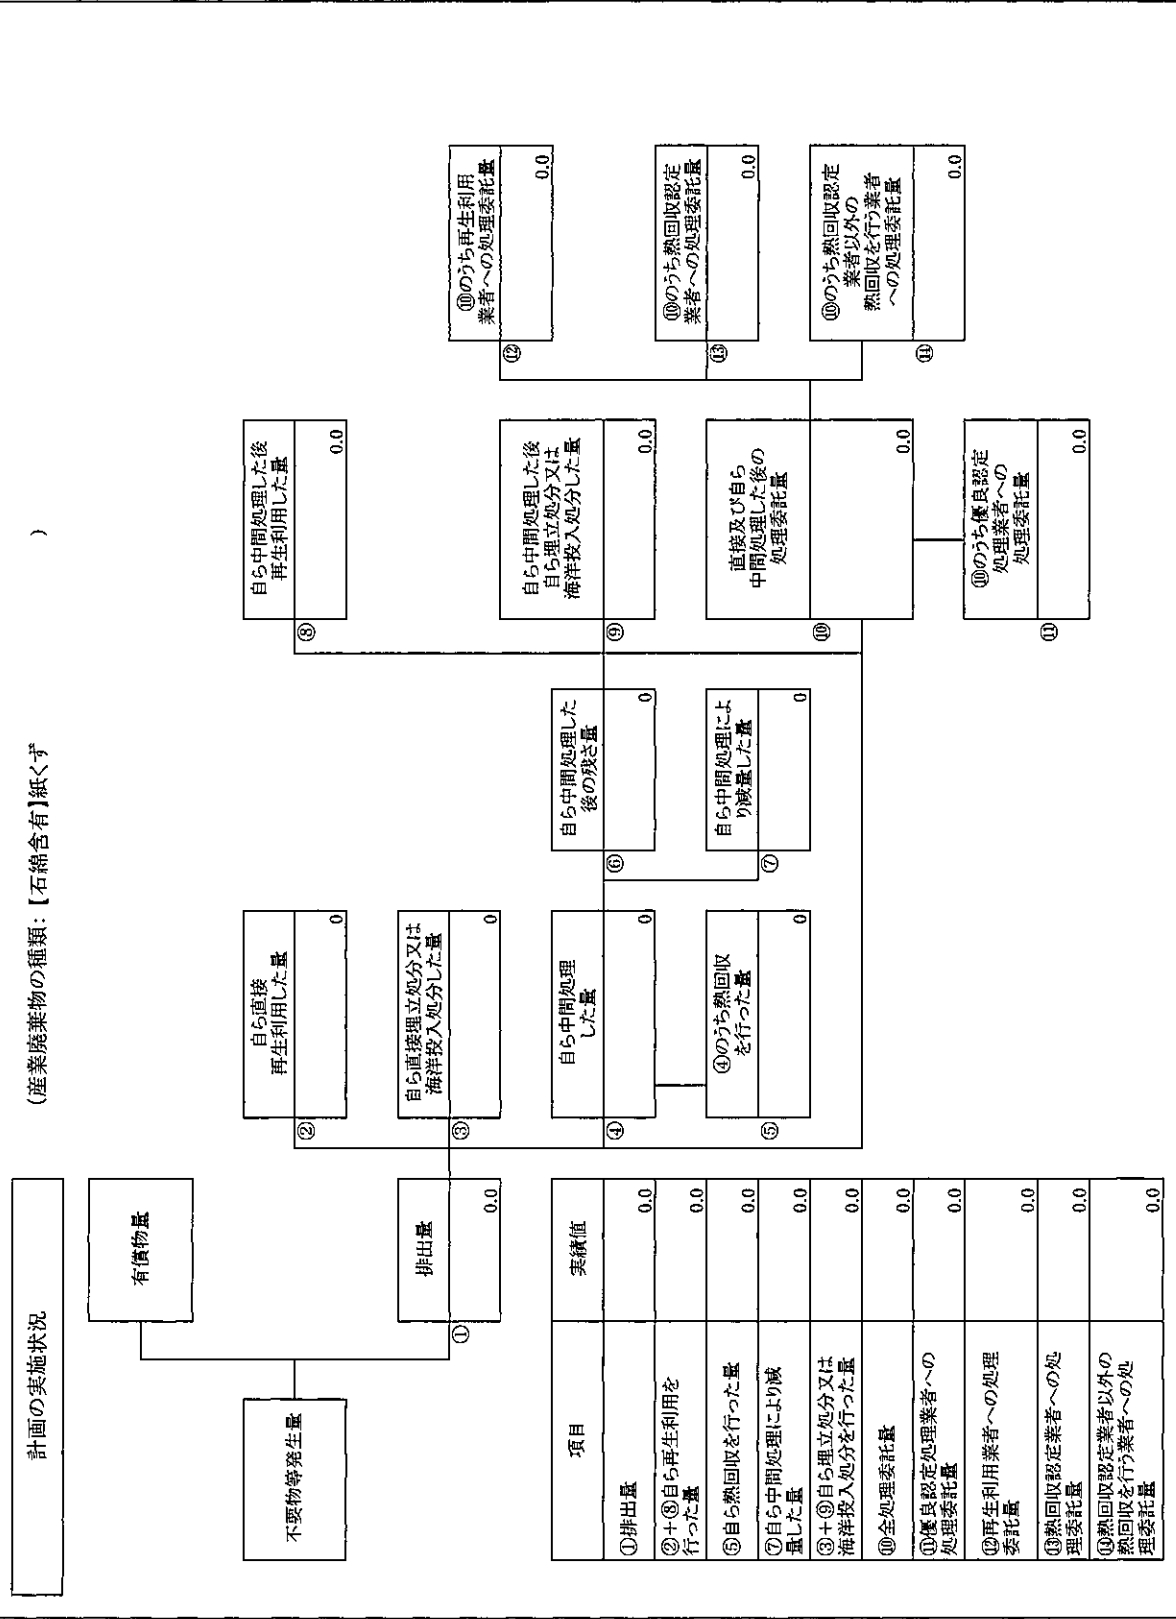 計画の実施状況
(産業廃棄物の種類:【石綿含有】紙くず )
不要物等発生量
有償物量
①
排出量
0.0
②
自ら直接
再生利用した量
0
③
自ら直接埋立処分又は
海洋投入処分した量
0
④
自ら中間処理
した量
0
⑤
④のうち熱回収
を行った量
0
⑥
自ら中間処理した
後の残さ量
0
⑦
自ら中間処理によ
り減量した量
0
⑧
自ら中間処理した後
再生利用した量
0.0
⑨
自ら中間処理した後
自ら埋立処分又は
海洋投入処分した量
0.0
⑩
直接及び自ら
中間処理した後の
処理委託量
0.0
⑪
⑩のうち優良認定
処理業者への
処理委託量
0.0
⑫
⑩のうち再生利用
業者への処理委託量
0.0
⑬
⑩のうち熱回収認定
業者への処理委託量
0.0
⑭
⑩のうち熱回収認定
業者以外の
熱回収を行う業者
への処理委託量
0.0
項目 実績値
①排出量 0.0
②+⑧自ら再生利用を
行った量 0.0
⑤自ら熱回収を行った量 0.0
⑦自ら中間処理により減
量した量 0.0
③+⑨自ら埋立処分又は
海洋投入処分を行った量 0.0
⑩全処理委託量 0.0
⑪優良認定処理業者への
処理委託量 0.0
⑫再生利用業者への処理
委託量 0.0
⑬熱回収認定業者への処
理委託量 0.0
⑭熱回収認定業者以外の
熱回収を行う業者への処
理委託量 0.0